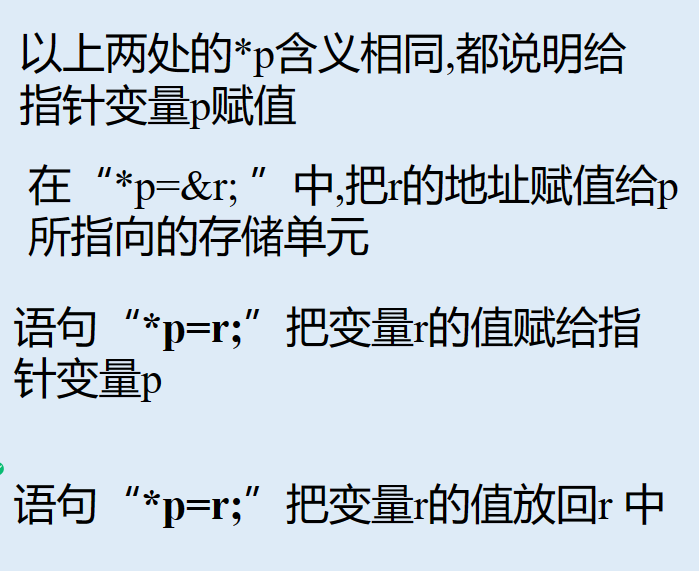 以上两处的*p含义相同,都说明给
指针变量p赋值
在“*p=&r; ”中,把r的地址赋值给p
所指向的存储单元
语句“*p=r;”把变量r的值赋给指
针变量p
语句“*p=r;”把变量r的值放回r 中